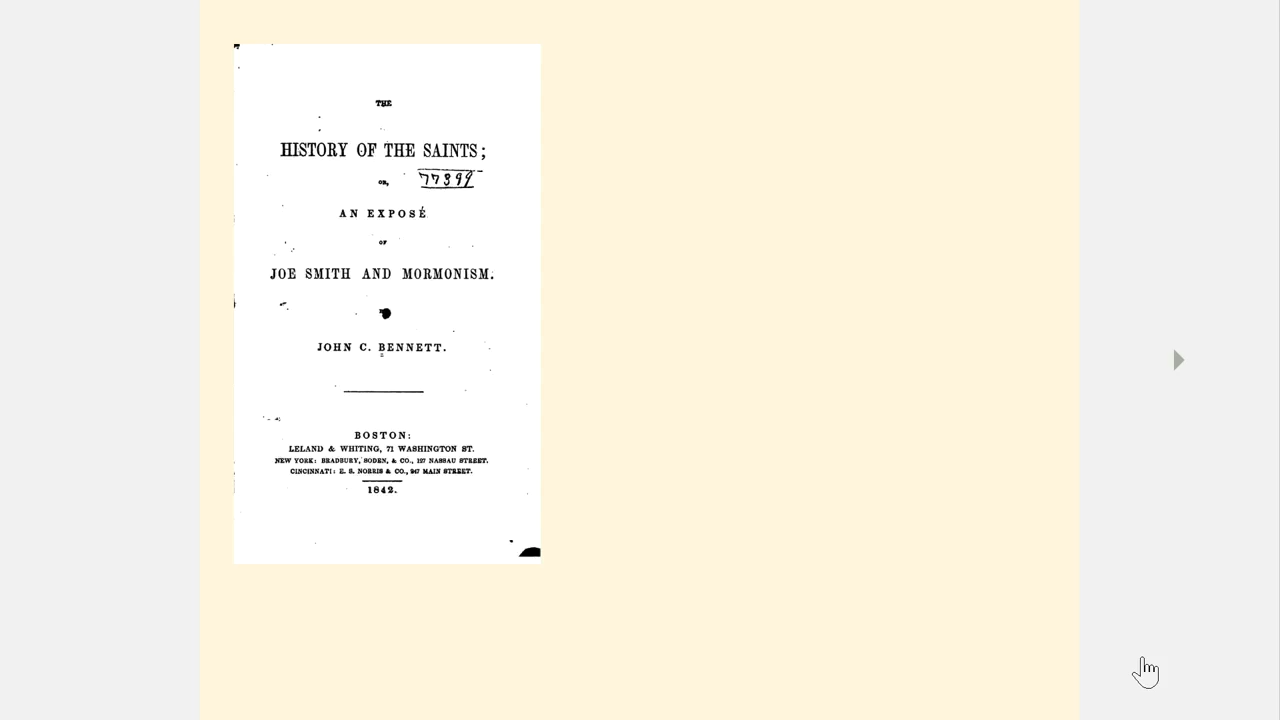 THE
HISTORY OF THE SAINTS;
OR,
77399
AN EXPOSÉ
OF
JOE SMITH AND MORMONISM.
JOHN C. BENNETT.
BOSTON:
LELAND & WHITING, 71 WASHINGTON ST.
NEW YORK: BRADBURY, SODEN, & CO., 127 NASSAU STREET.
CINCINNATI: E. S. NORRIS & CO., 247 MAIN STREET.
1842.